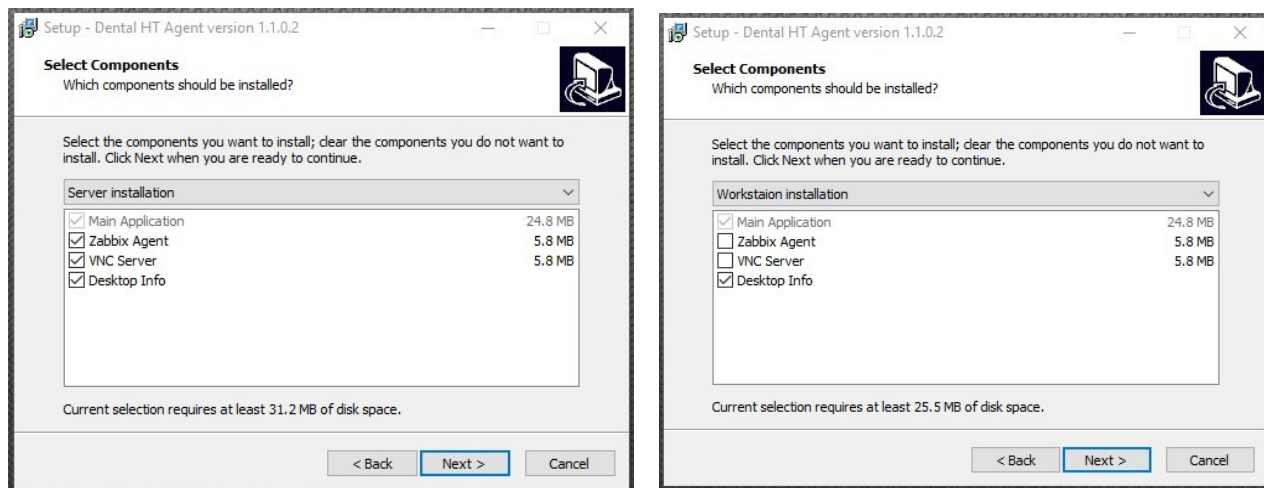 Setup - Dental HT Agent version 1.1.0.2
Select Components
Which components should be installed?
Select the components you want to install; clear the components you do not want to
install. Click Next when you are ready to continue.
Server installation
Main Application 24.8 MB
Zabbix Agent 5.8 MB
VNC Server 5.8 MB
Desktop Info
Current selection requires at least 31.2 MB of disk space.
< Back Next > Cancel
Setup - Dental HT Agent version 1.1.0.2
Select Components
Which components should be installed?
Select the components you want to install; clear the components you do not want to
install. Click Next when you are ready to continue.
Workstaion installation
Main Application 24.8 MB
Zabbix Agent 5.8 MB
VNC Server 5.8 MB
Desktop Info
Current selection requires at least 25.5 MB of disk space.
< Back Next > Cancel